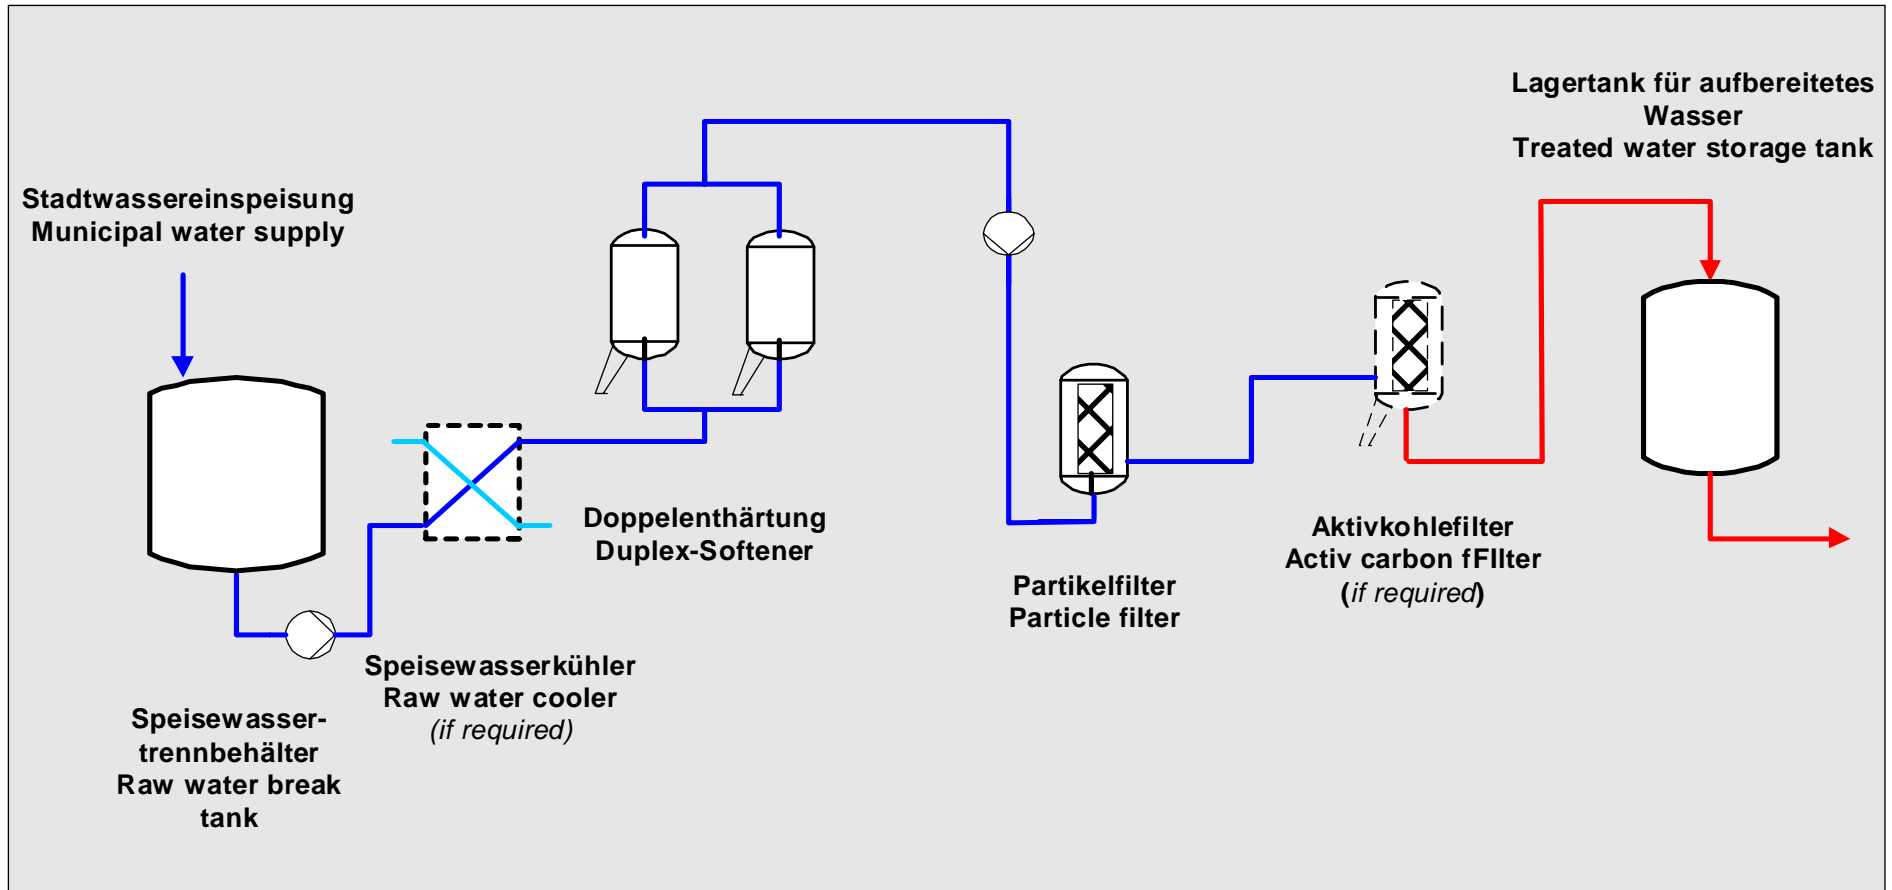 Stadtwassereinspeisung
Municipal water supply
Speisewasser-
trennbehälter
Raw water break
tank
Speisewasserkühler
Raw water cooler
(if required)
Doppelenthärtung
Duplex-Softener
Partikelfilter
Particle filter
Aktivkohlefilter
Activ carbon fFIlter
(if required)
Lagertank für aufbereitetes
Wasser
Treated water storage tank